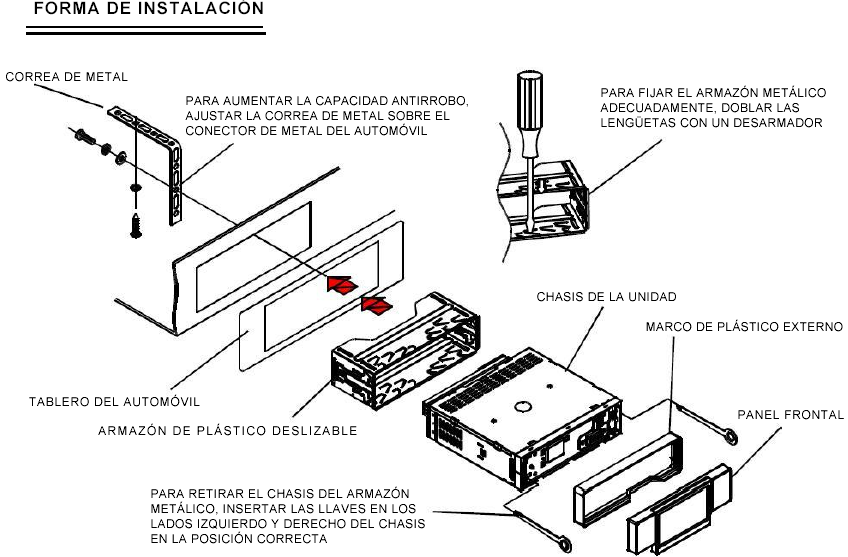 FORMA DE INSTALACIÓN
CORREA DE METAL
PARA AUMENTAR LA CAPACIDAD ANTIRROBO,
AJUSTAR LA CORREA DE METAL SOBRE EL
CONECTOR DE METAL DEL AUTOMÓVIL
PARA FIJAR EL ARMAZÓN METÁLICO
ADECUADAMENTE, DOBLAR LAS
LENGÜETAS CON UN DESARMADOR
CHASIS DE LA UNIDAD
MARCO DE PLÁSTICO EXTERNO
TABLERO DEL AUTOMÓVIL
PANEL FRONTAL
ARMAZÓN DE PLÁSTICO DESLIZABLE
PARA RETIRAR EL CHASIS DEL ARMAZÓN
METÁLICO, INSERTAR LAS LLAVES EN LOS
LADOS IZQUIERDO Y DERECHO DEL CHASIS
EN LA POSICIÓN CORRECTA